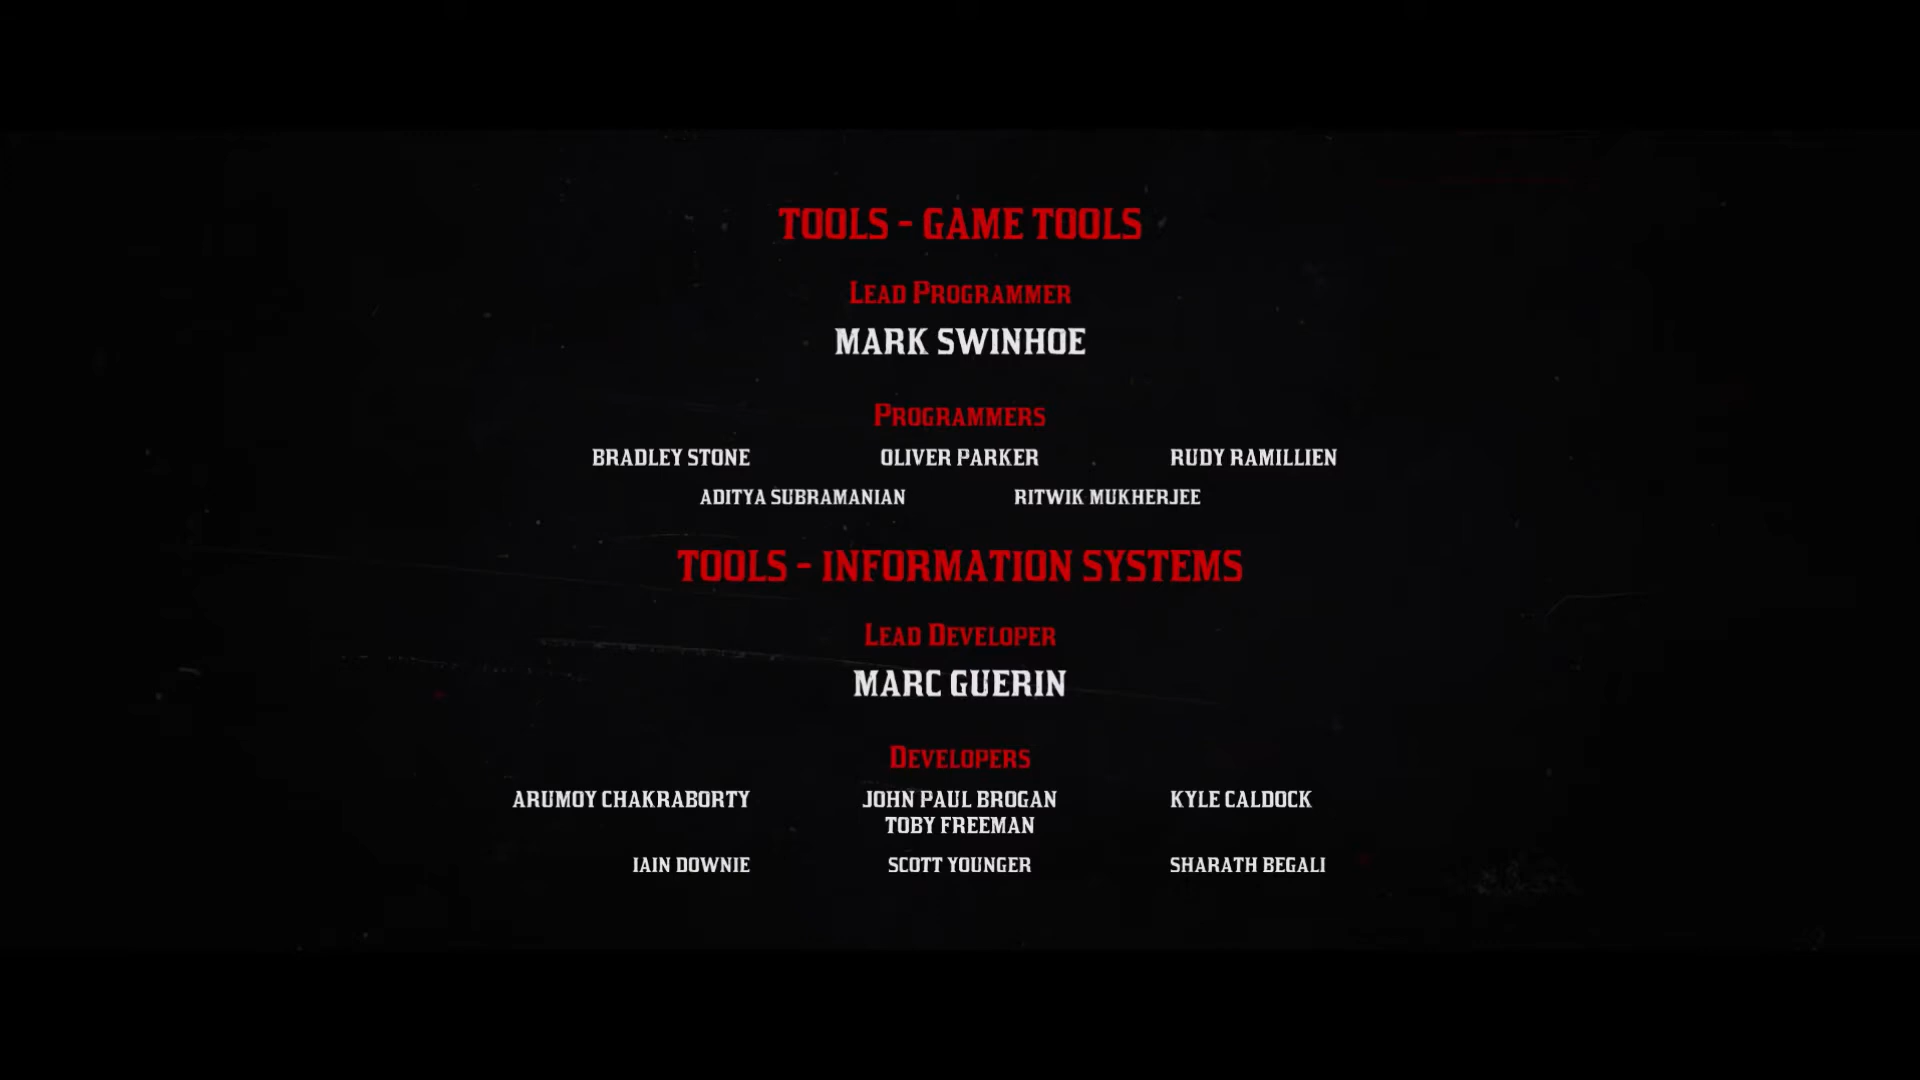 TOOLS - GAME TOOLS
LEAD PROGRAMMER
MARK SWINHOE
PROGRAMMERS
BRADLEY STONE OLIVER PARKER RUDY RAMILLIEN
ADITYA SUBRAMANIAN RITWIK MUKHERJEE
TOOLS - INFORMATION SYSTEMS
LEAD DEVELOPER
MARC GUERIN
DEVELOPERS
ARUMOY CHAKRABORTY JOHN PAUL BROGAN KYLE CALDOCK
TOBY FREEMAN
IAIN DOWNIE SCOTT YOUNGER SHARATH BEGALI